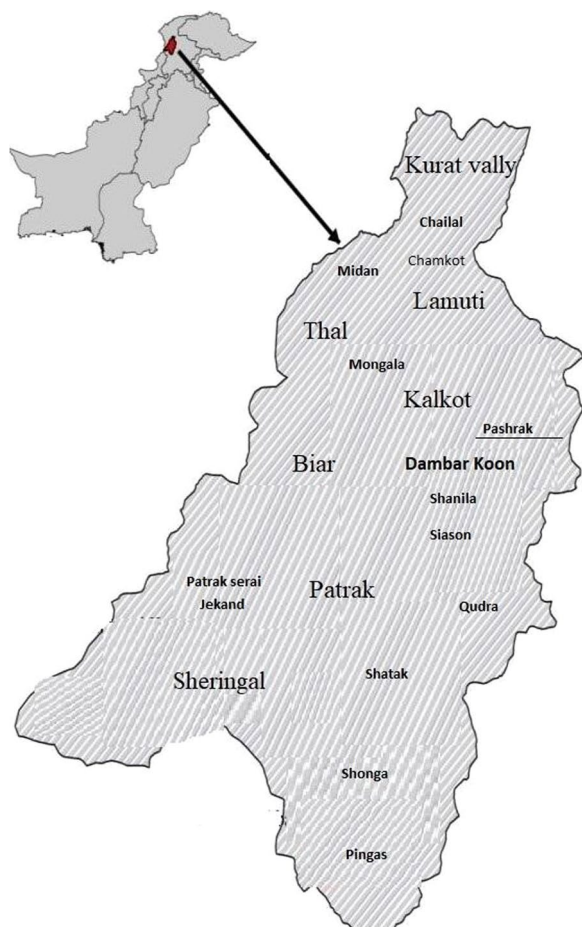 Kurat vally
Chailal
Chamkot
Midan
Lamuti
Thal
Mongala
Kalkot
Pashrak
Biar
Dambar Koon
Shanila
Siason
Patrak serai
Jekand
Patrak
Qudra
Sheringal
Shatak
Shonga
Pingas